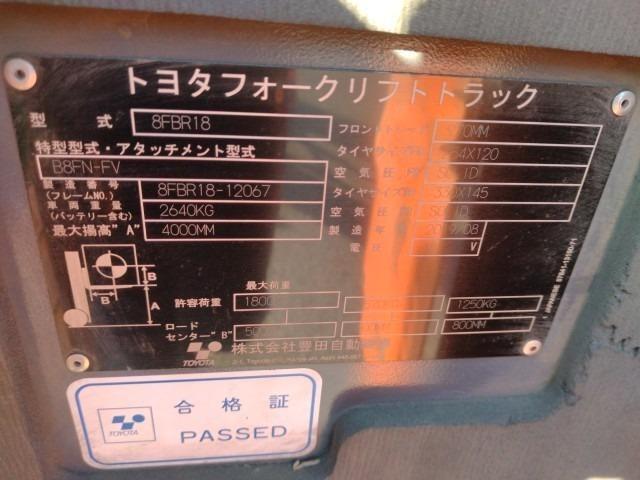 トヨタフォークリフトトラック
型式 8FBR18
特型型式・アタッチメント型式
B8FN-FV
製造番号 (フレームNO.) 8FBR18-12067
車両重量 (バッテリー含む) 2640KG
最大揚高"A" 4000MM
フロント
タイヤサイズ X120
空気圧
タイヤサイズ X145
空気圧
製造年
電圧 V
B
B
A
最大荷重
許容荷重 1800 1250KG
ロードセンター"B" 800MM
TOYOTA 株式会社豊田自動
合格証
TOYOTA PASSED